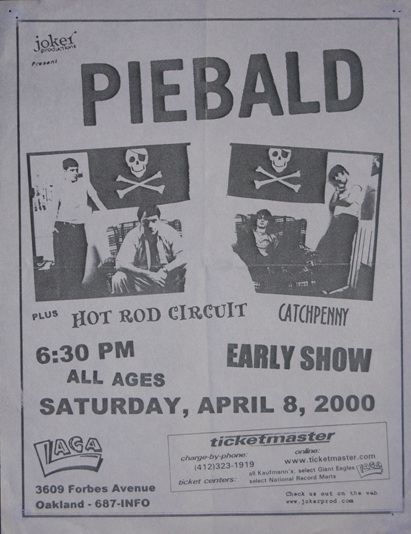 joker
productions
Present
PIEBALD
PLUS HOT ROD CIRCUIT CATCHPENNY
6:30 PM
EARLY SHOW
ALL AGES
SATURDAY, APRIL 8, 2000
LAGA
3609 Forbes Avenue
Oakland - 687-INFO
ticketmaster
charge-by-phone:
(412)323-1919
online:
www.ticketmaster.com
ticket centers:
all Kaufmann's, select Giant Eagles
select National Record Marts
LAGA
Check us out on the web
www.jokerprod.com